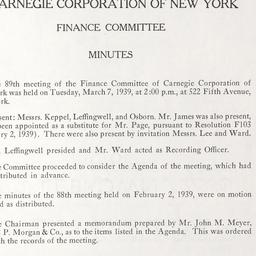 ARNEGIE CORPORATION OF NEW YORK
FINANCE COMMITTEE
MINUTES
e 89th meeting of the Finance Committee of Carnegie Corporation of
rk was held on Tuesday, March 7, 1939, at 2:00 p.m., at 522 Fifth Avenue,
rk.
sent: Messrs. Keppel, Leffingwell, and Osborn. Mr. James was also present,
been appointed as a substitute for Mr. Page, pursuant to Resolution F103
ry 2, 1939). There were also present by invitation Messrs. Lee and Ward.
. Leffingwell presided and Mr. Ward acted as Recording Officer.
e Committee proceeded to consider the Agenda of the meeting, which had
tributed in advance.
e minutes of the 88th meeting held on February 2, 1939, were on motion
d as distributed.
e Chairman presented a memorandum prepared by Mr. John M. Meyer,
. P. Morgan & Co., as to the items listed in the Agenda. This was ordered
th the records of the meeting.